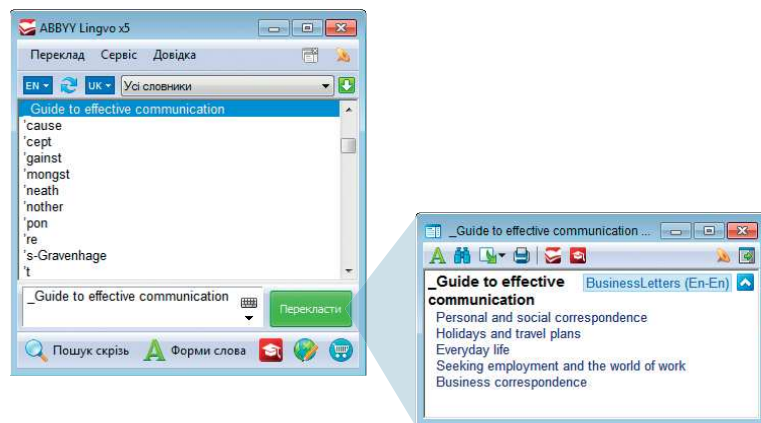 ABBYY Lingvo x5
Переклад Сервіс Довідка
EN UK Усі словники
_Guide to effective communication
'cause
'cept
'gainst
'mongst
'neath
'nother
'pon
're
's-Gravenhage
't
_Guide to effective communication
Перекласти
Пошук скрізь Форми слова
_Guide to effective communication ...
_Guide to effective BusinessLetters (En-En)
communication
Personal and social correspondence
Holidays and travel plans
Everyday life
Seeking employment and the world of work
Business correspondence